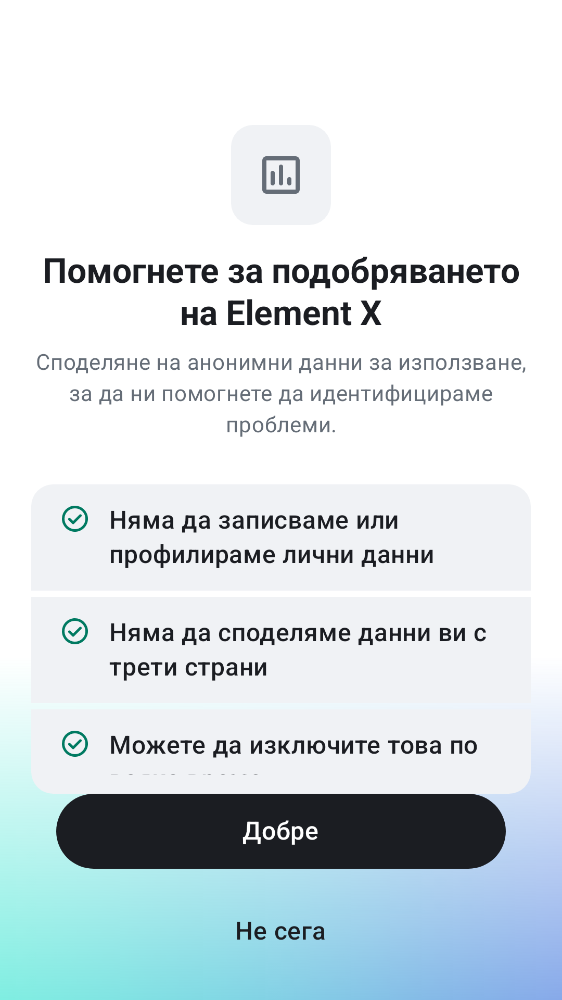 Помогнете за подобряването
на Element X
Споделяне на анонимни данни за използване,
за да ни помогнете да идентифицираме
проблеми.
Няма да записваме или
профилираме лични данни
Няма да споделяме данни ви с
трети страни
Можете да изключите това по
Добре
Не сега